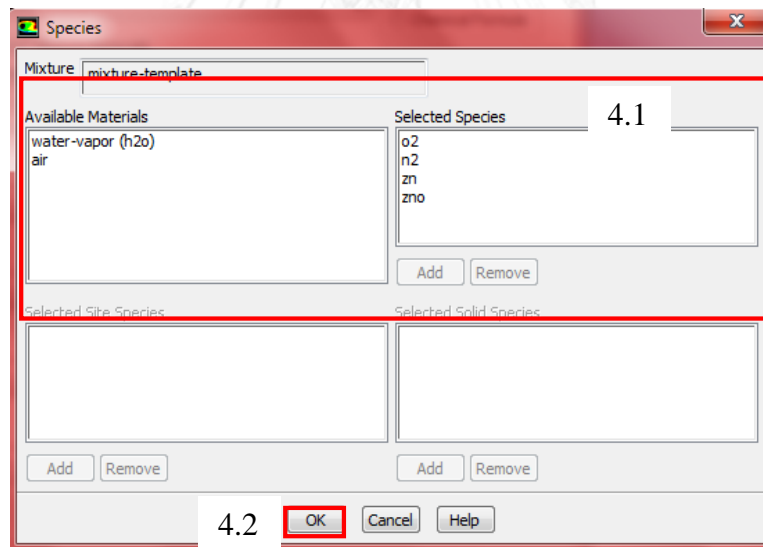 Species
x
Mixture mixture-template
4.1
Available Materials Selected Species
water-vapor (h2o)
air
o2
n2
zn
zno
Add Remove
Selected Site Species Selected Solid Species
Add Remove Add Remove
4.2 OK Cancel Help